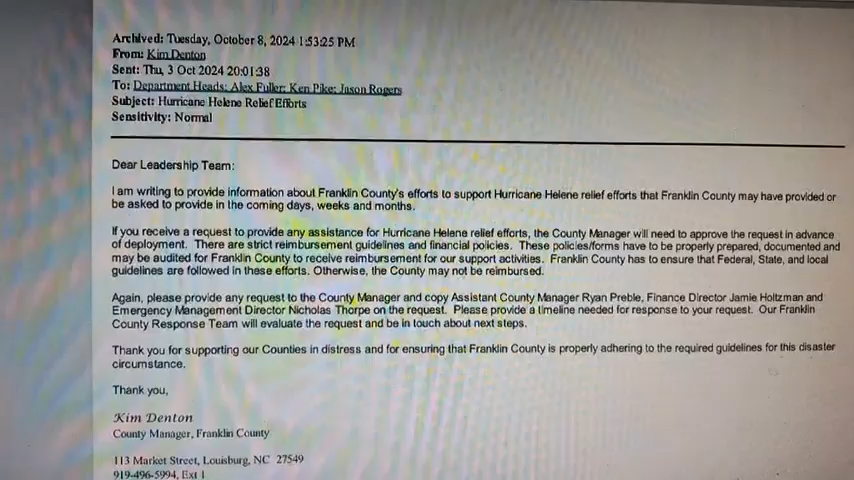 Archived: Tuesday, October 8, 2024 1:53:25 PM
From: Kim Denton
Sent: Thu, 3 Oct 2024 20:01:38
To: Department Heads; Alex Fuller; Ken Pike; Jason Rogers
Subject: Hurricane Helene Relief Efforts
Sensitivity: Normal
Dear Leadership Team:
I am writing to provide information about Franklin County's efforts to support Hurricane Helene relief efforts that Franklin County may have provided or
be asked to provide in the coming days, weeks and months.
If you receive a request to provide any assistance for Hurricane Helene relief efforts, the County Manager will need to approve the request in advance
of deployment. There are strict reimbursement guidelines and financial policies. These policies/forms have to be properly prepared, documented and
may be audited for Franklin County to receive reimbursement for our support activities. Franklin County has to ensure that Federal, State, and local
guidelines are followed in these efforts. Otherwise, the County may not be reimbursed.
Again, please provide any request to the County Manager and copy Assistant County Manager Ryan Preble, Finance Director Jamie Holtzman and
Emergency Management Director Nicholas Thorpe on the request. Please provide a timeline needed for response to your request. Our Franklin
County Response Team will evaluate the request and be in touch about next steps.
Thank you for supporting our Counties in distress and for ensuring that Franklin County is properly adhering to the required guidelines for this disaster
circumstance.
Thank you,
Kim Denton
County Manager, Franklin County
113 Market Street, Louisburg, NC 27549
919-496-5994, Ext 1